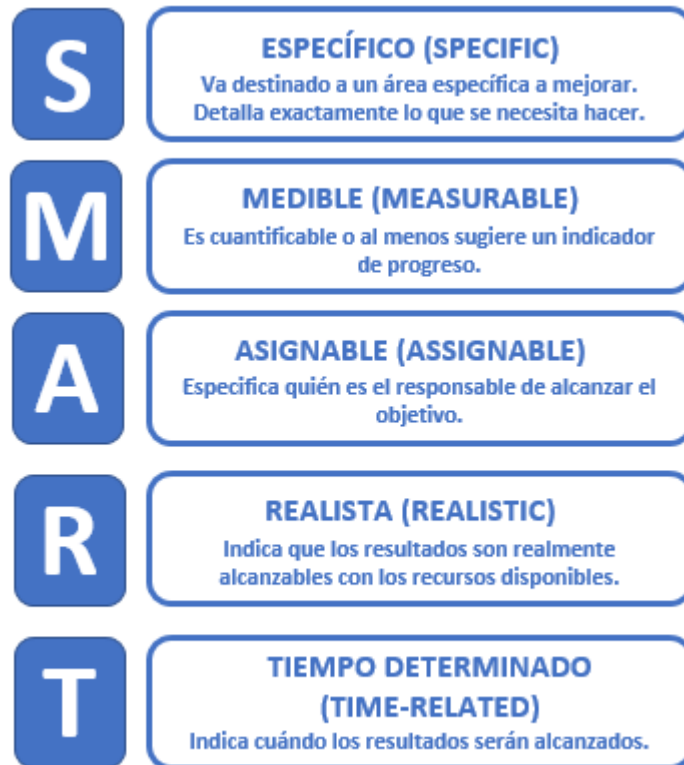 S
ESPECÍFICO (SPECIFIC)
Va destinado a un área específica a mejorar.
Detalla exactamente lo que se necesita hacer.
M
MEDIBLE (MEASURABLE)
Es cuantificable o al menos sugiere un indicador
de progreso.
A
ASIGNABLE (ASSIGNABLE)
Especifica quién es el responsable de alcanzar el
objetivo.
R
REALISTA (REALISTIC)
Indica que los resultados son realmente
alcanzables con los recursos disponibles.
T
TIEMPO DETERMINADO
(TIME-RELATED)
Indica cuándo los resultados serán alcanzados.